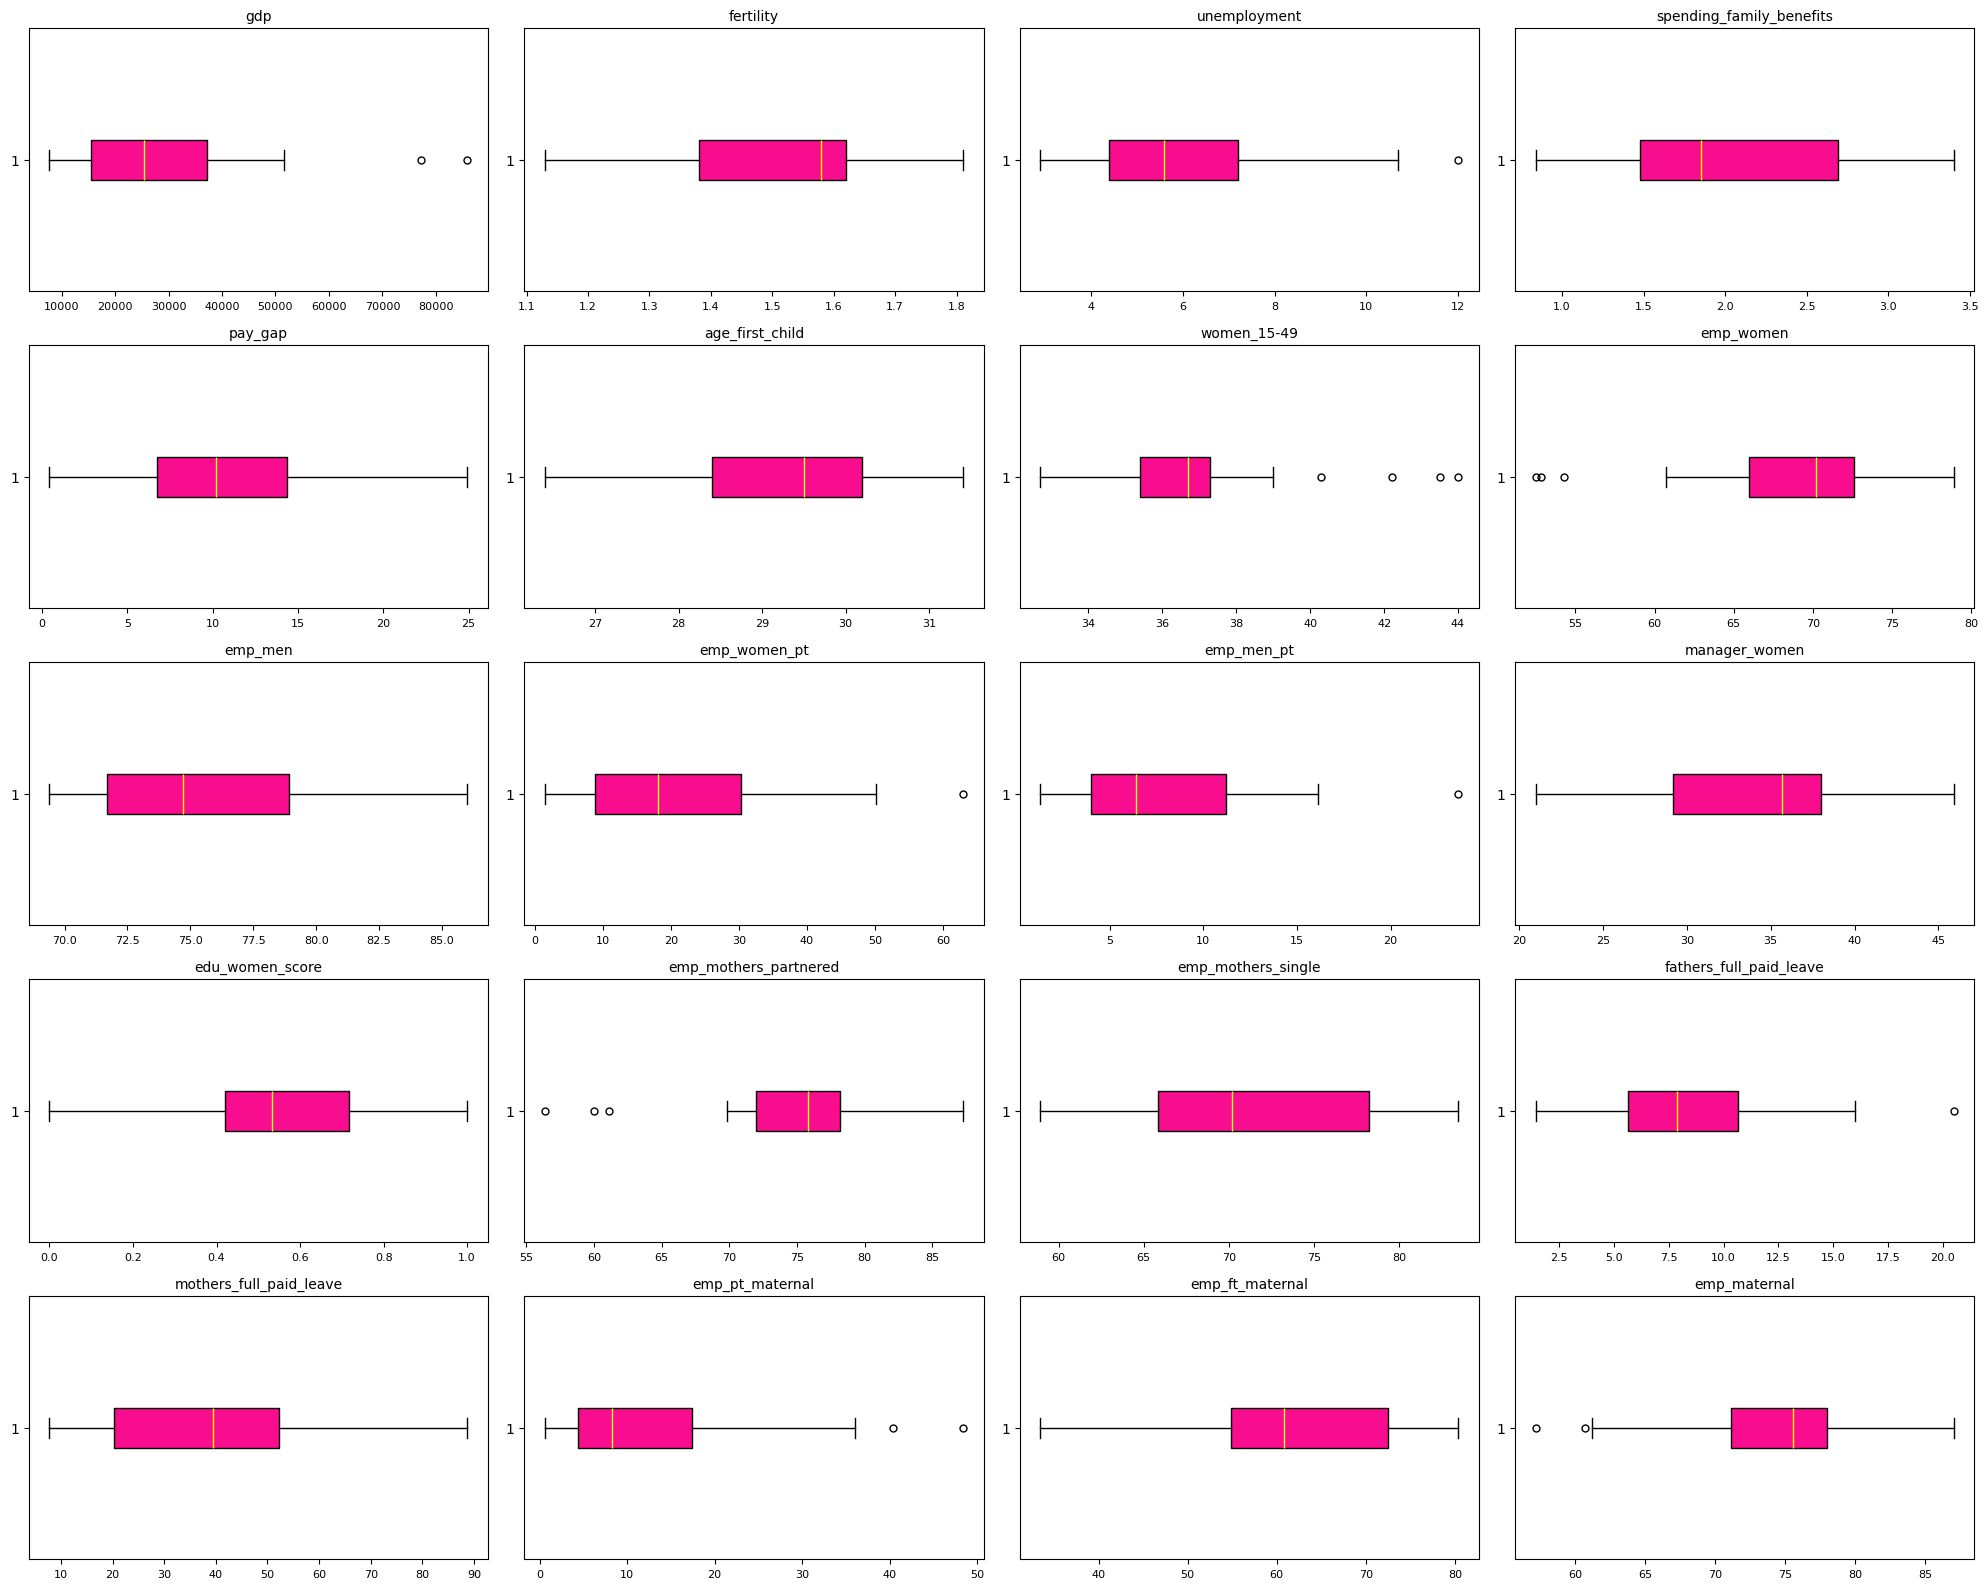 gdp fertility unemployment spending_family_benefits
1 1 1 1
10000 20000 30000 40000 50000 60000 70000 80000 1.1 1.2 1.3 1.4 1.5 1.6 1.7 1.8 4 6 8 10 12 1.0 1.5 2.0 2.5 3.0 3.5
pay_gap age_first_child women_15-49 emp_women
1 1 1 1
0 5 10 15 20 25 27 28 29 30 31 34 36 38 40 42 44 55 60 65 70 75 80
emp_men emp_women_pt emp_men_pt manager_women
1 1 1 1
70.0 72.5 75.0 77.5 80.0 82.5 85.0 0 10 20 30 40 50 60 5 10 15 20 20 25 30 35 40 45
edu_women_score emp_mothers_partnered emp_mothers_single fathers_full_paid_leave
1 1 1 1
0.0 0.2 0.4 0.6 0.8 1.0 55 60 65 70 75 80 85 60 65 70 75 80 2.5 5.0 7.5 10.0 12.5 15.0 17.5 20.0
mothers_full_paid_leave emp_pt_maternal emp_ft_maternal emp_maternal
1 1 1 1
10 20 30 40 50 60 70 80 90 0 10 20 30 40 50 40 50 60 70 80 60 65 70 75 80 85